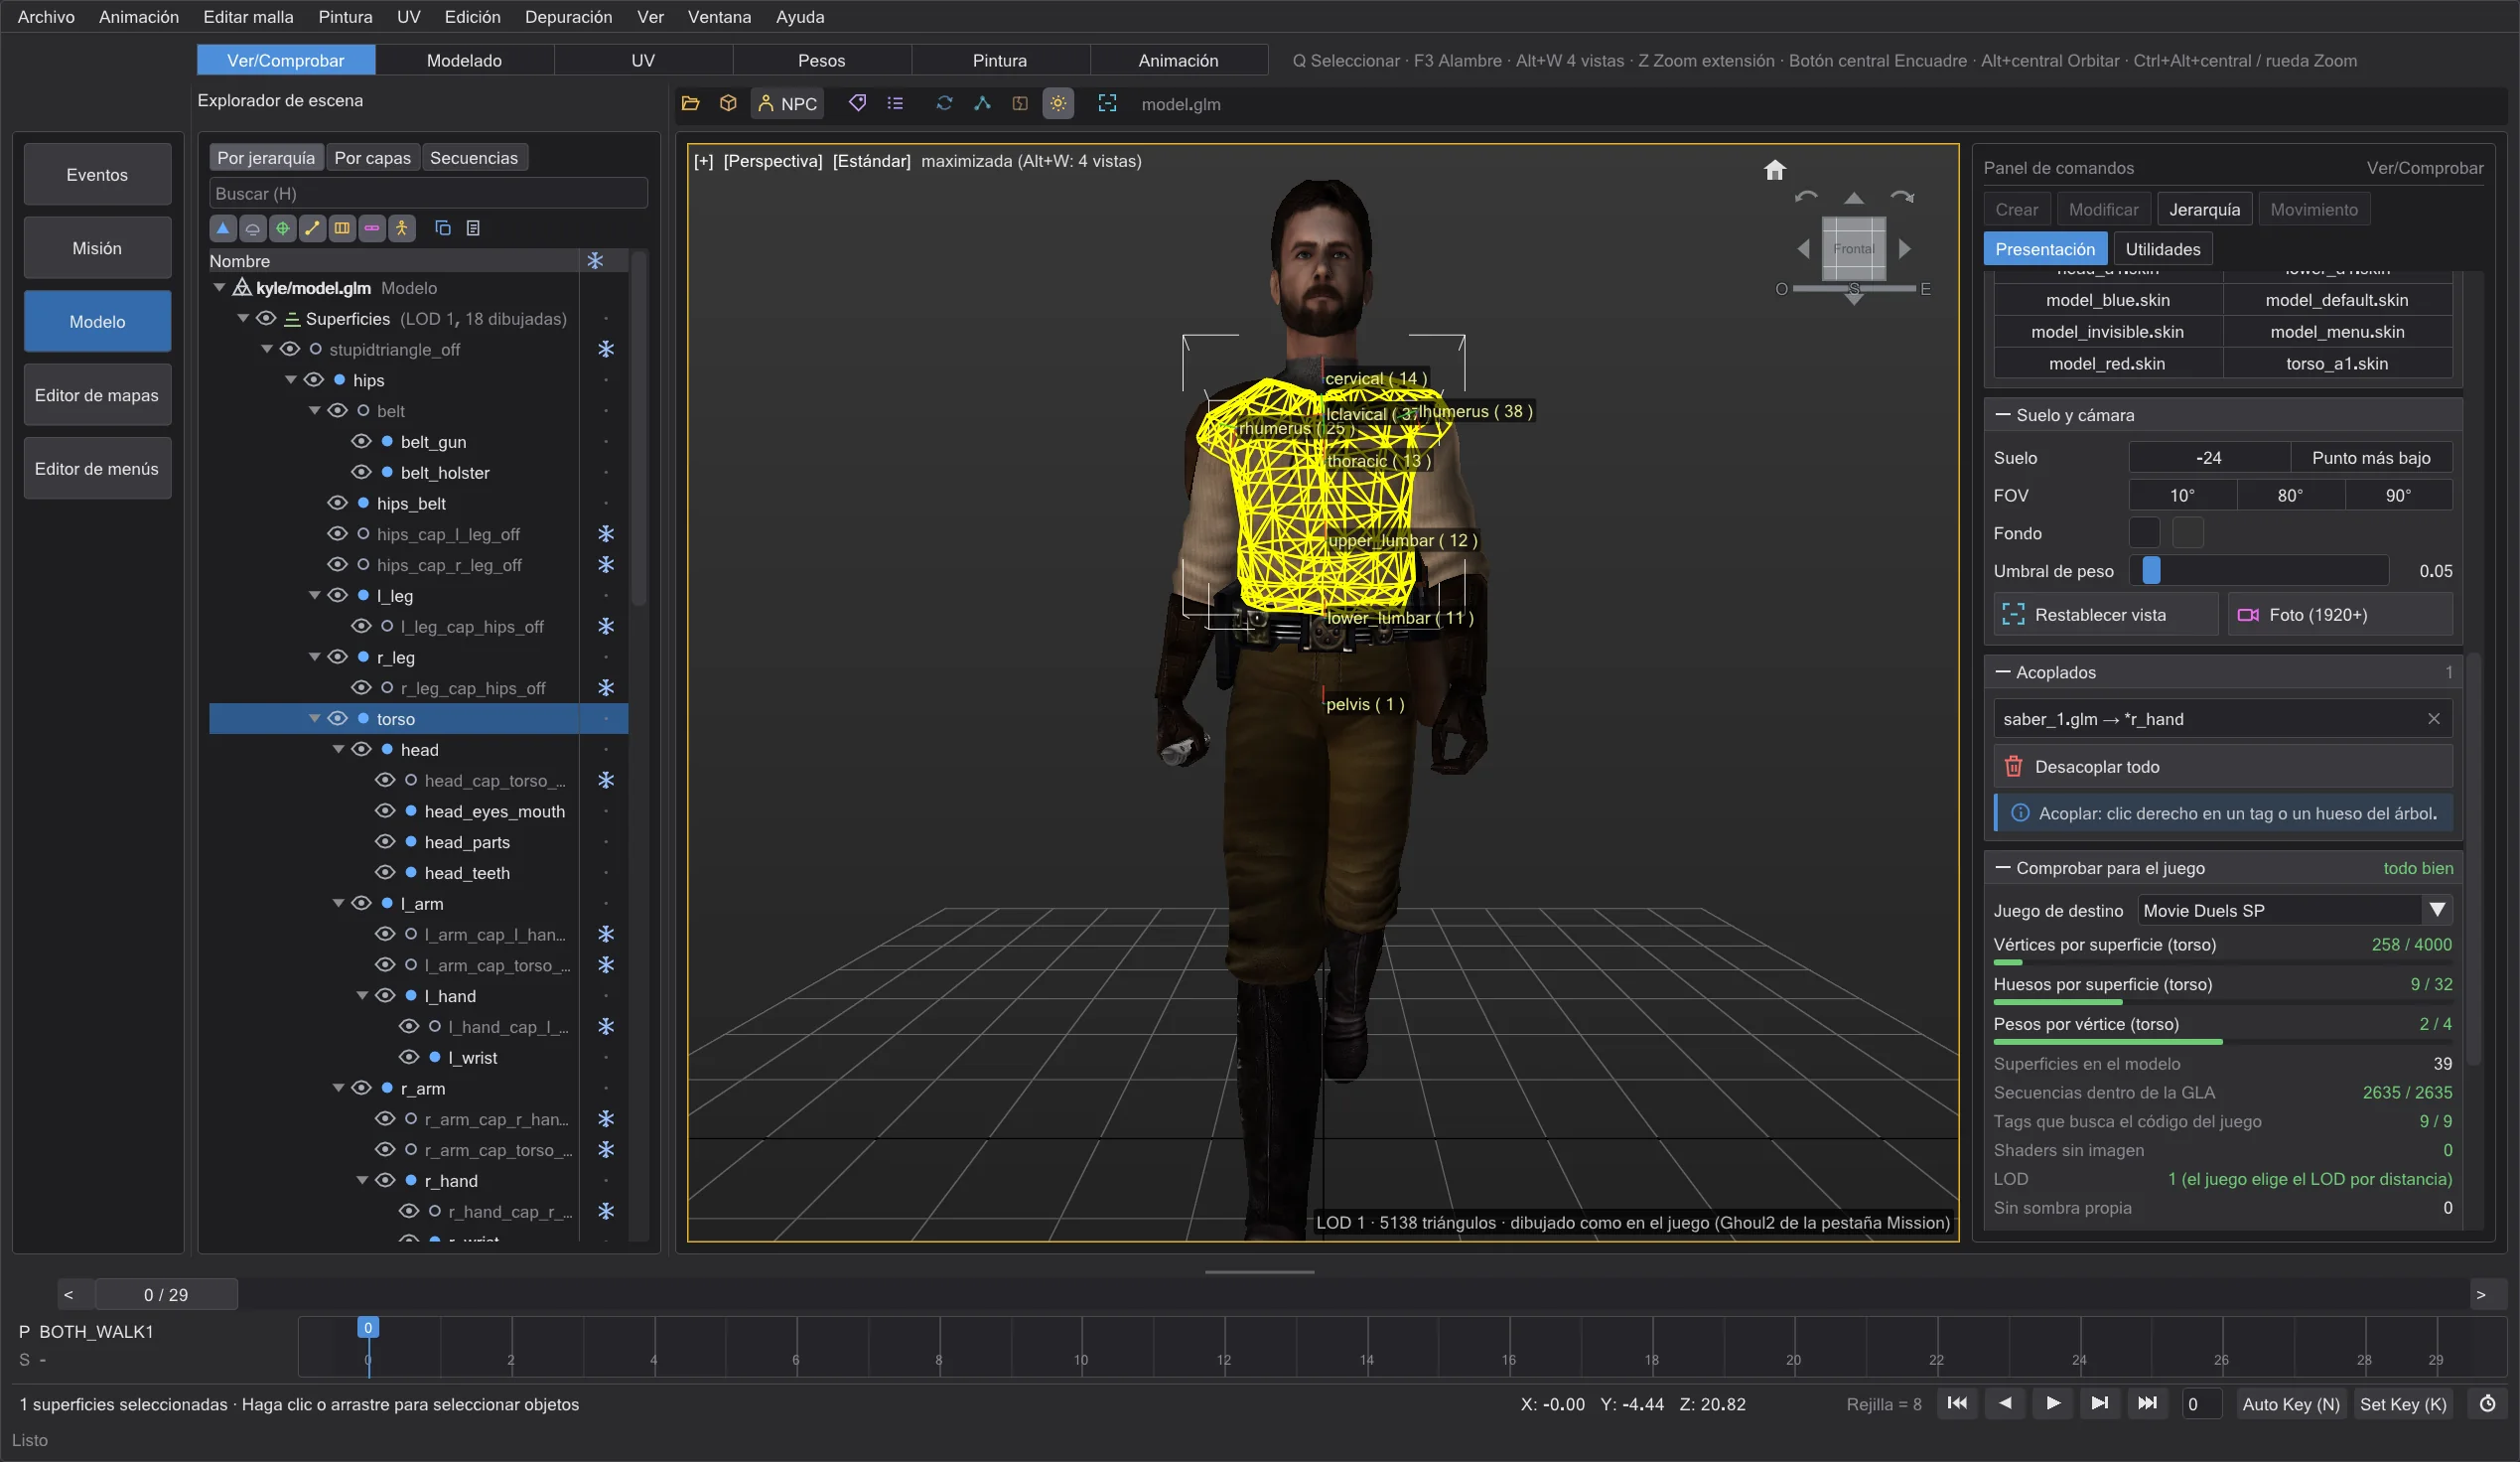 Archivo Animación Editar malla Pintura UV Edición Depuración Ver Ventana Ayuda
Ver/Comprobar Modelado UV Pesos Pintura Animación Q Seleccionar · F3 Alambre · Alt+W 4 vistas · Z Zoom extensión · Botón central Encuadre · Alt+central Orbitar · Ctrl+Alt+central / rueda Zoom
Explorador de escena
NPC model.glm
Eventos
Misión
Modelo
Editor de mapas
Editor de menús
Por jerarquía Por capas Secuencias
Buscar (H)
Nombre
kyle/model.glm Modelo
Superficies (LOD 1, 18 dibujadas)
stupidtriangle_off
hips
belt
belt_gun
belt_holster
hips_belt
hips_cap_l_leg_off
hips_cap_r_leg_off
l_leg
l_leg_cap_hips_off
r_leg
r_leg_cap_hips_off
torso
head
head_cap_torso_...
head_eyes_mouth
head_parts
head_teeth
l_arm
l_arm_cap_l_han...
l_arm_cap_torso_...
l_hand
l_hand_cap_l_...
l_wrist
r_arm
r_arm_cap_r_han...
r_arm_cap_torso_...
r_hand
r_hand_cap_r_...
r_wrist
[+] [Perspectiva] [Estándar] maximizada (Alt+W: 4 vistas)
Frontal
O S E
cervical ( 14 )
lclavical ( 37
lhumerus ( 38 )
rhumerus ( 25 )
thoracic ( 13 )
upper_lumbar ( 12 )
lower_lumbar ( 11 )
pelvis ( 1 )
LOD 1 · 5138 triángulos · dibujado como en el juego (Ghoul2 de la pestaña Mission)
Panel de comandos Ver/Comprobar
Crear Modificar Jerarquía Movimiento
Presentación Utilidades
head_a1.skin lower_a1.skin
model_blue.skin model_default.skin
model_invisible.skin model_menu.skin
model_red.skin torso_a1.skin
Suelo y cámara
Suelo -24 Punto más bajo
FOV 10° 80° 90°
Fondo
Umbral de peso 0.05
Restablecer vista Foto (1920+)
Acoplados 1
saber_1.glm → *r_hand ×
Desacoplar todo
Acoplar: clic derecho en un tag o un hueso del árbol.
Comprobar para el juego todo bien
Juego de destino Movie Duels SP
Vértices por superficie (torso) 258 / 4000
Huesos por superficie (torso) 9 / 32
Pesos por vértice (torso) 2 / 4
Superficies en el modelo 39
Secuencias dentro de la GLA 2635 / 2635
Tags que busca el código del juego 9 / 9
Shaders sin imagen 0
LOD 1 (el juego elige el LOD por distancia)
Sin sombra propia 0
< 0 / 29 >
P BOTH_WALK1
S -
0
0 2 4 6 8 10 12 14 16 18 20 22 24 26 28 29
1 superficies seleccionadas · Haga clic o arrastre para seleccionar objetos X: -0.00 Y: -4.44 Z: 20.82 Rejilla = 8 0 Auto Key (N) Set Key (K)
Listo